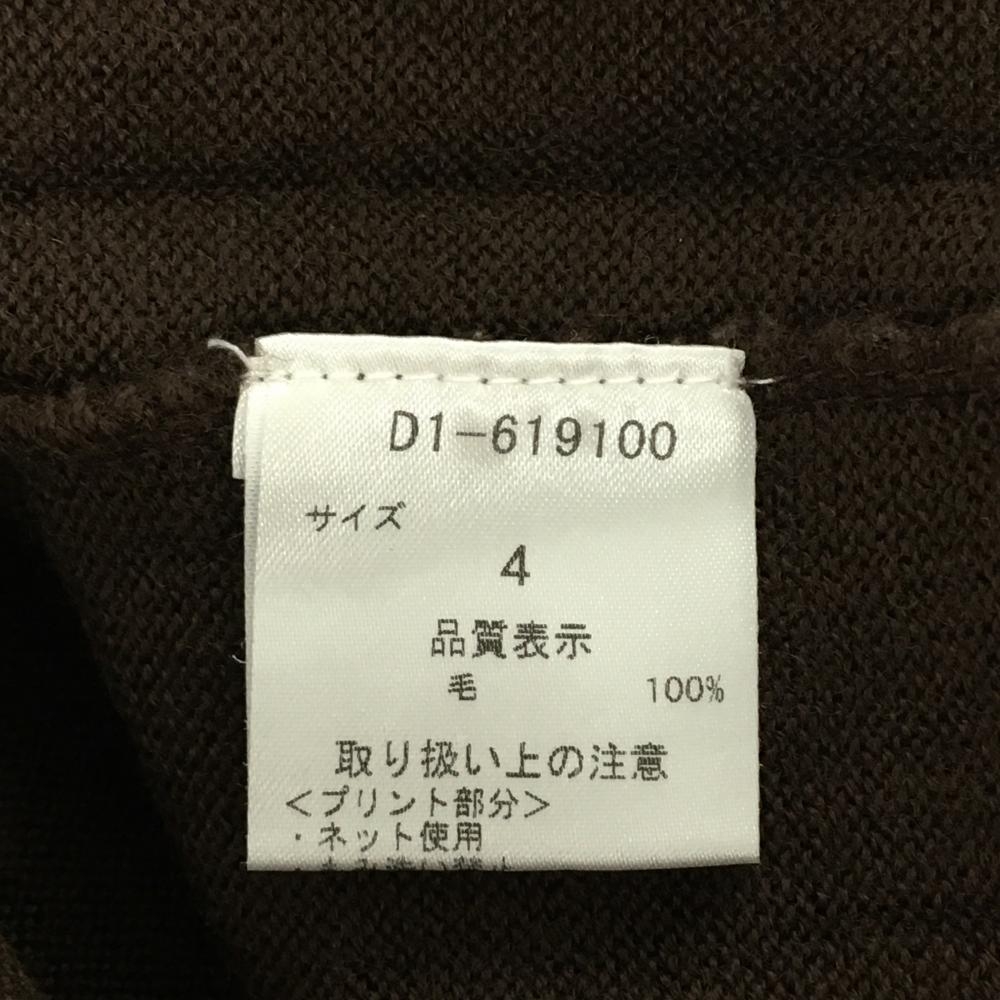 D1-619100
サイズ
4
品質表示
毛 100%
取り扱い上の注意
<プリント部分>
・ネット使用